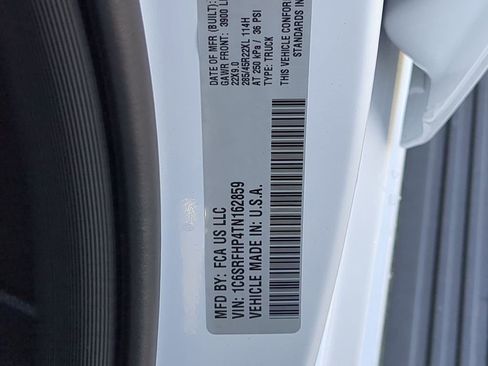 MFD BY: FCA US LLC
DATE OF MFR (BUILT):
GAWR FRONT: 3900
22X9.0
285/45R22XL 114H
AT 250 kPa / 36 PSI
TYPE: TRUCK
THIS VEHICLE CONFOR
STANDARDS IN
VIN: 1C6SRFHP4TN162859
VEHICLE MADE IN: U.S.A.